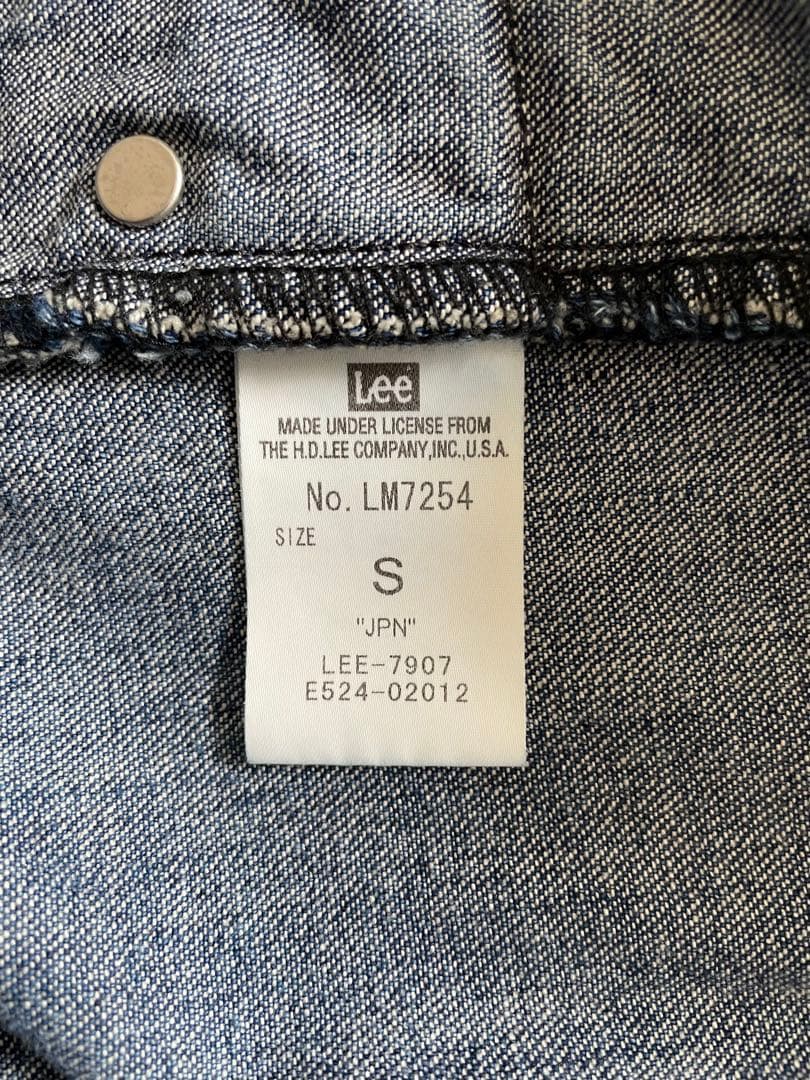 Lee
MADE UNDER LICENSE FROM
THE H.D.LEE COMPANY,INC.,U.S.A.
No. LM7254
SIZE
S
"JPN"
LEE-7907
E524-02012